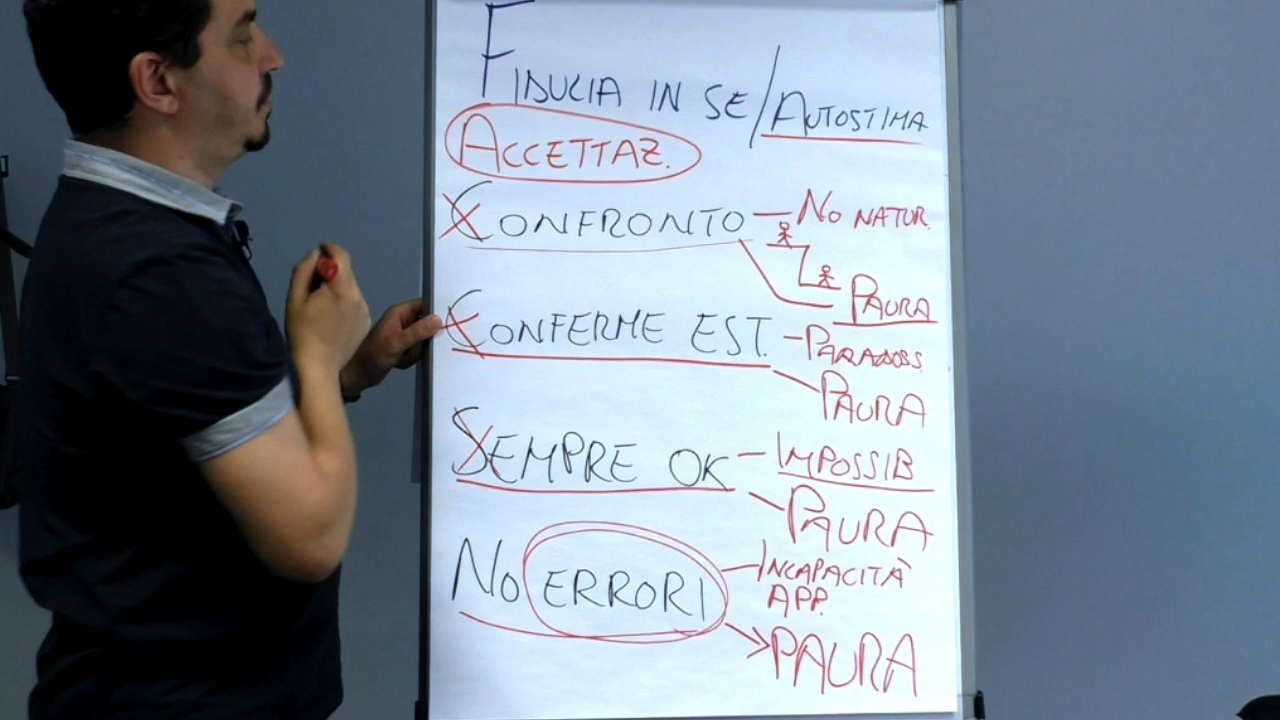 FIDUCIA IN SE/AUTOSTIMA
ACCETTAZ.
CONFRONTO - NO NATUR.
PAURA
CONFERME EST. - PARADOSS.
PAURA
SEMPRE OK - IMPOSSIB
PAURA
NO ERRORI - INCAPACITÀ
APP.
PAURA